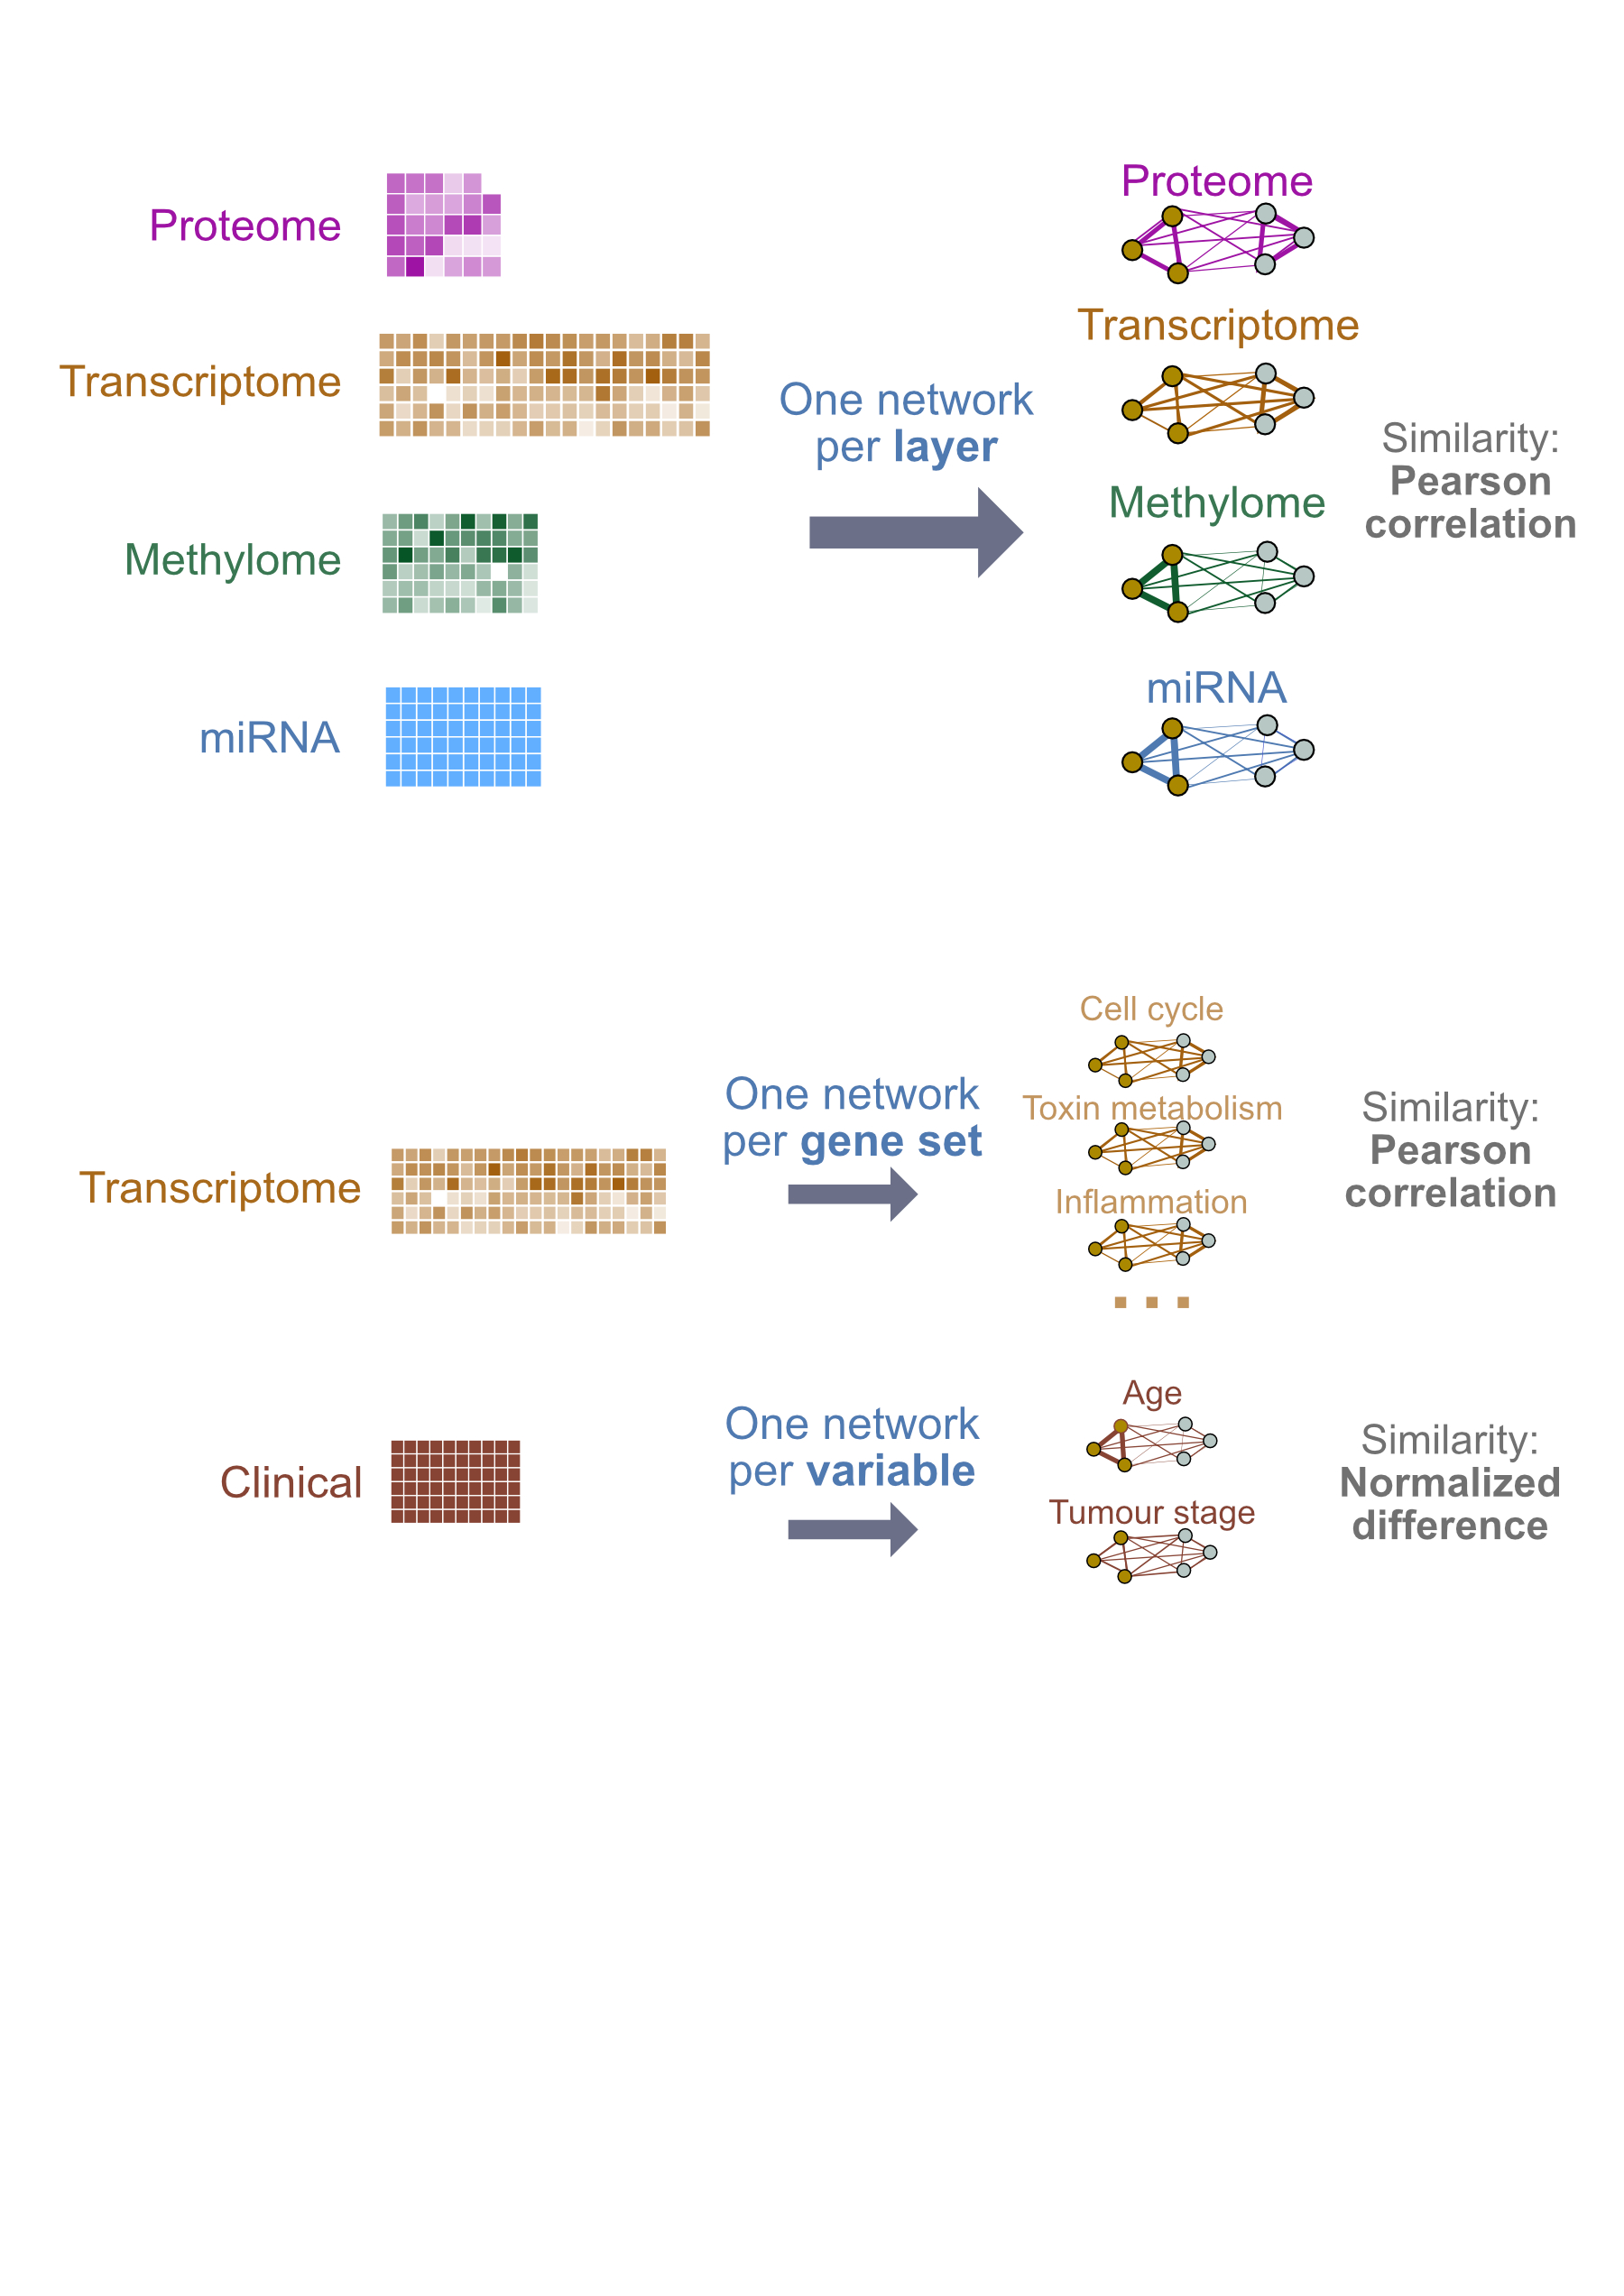 Proteome
Transcriptome
Methylome
miRNA
One network
per layer
Proteome
Transcriptome
Methylome
miRNA
Similarity:
Pearson
correlation
Transcriptome
One network
per gene set
Cell cycle
Toxin metabolism
Inflammation
...
Similarity:
Pearson
correlation
Clinical
One network
per variable
Age
Tumour stage
Similarity:
Normalized
difference